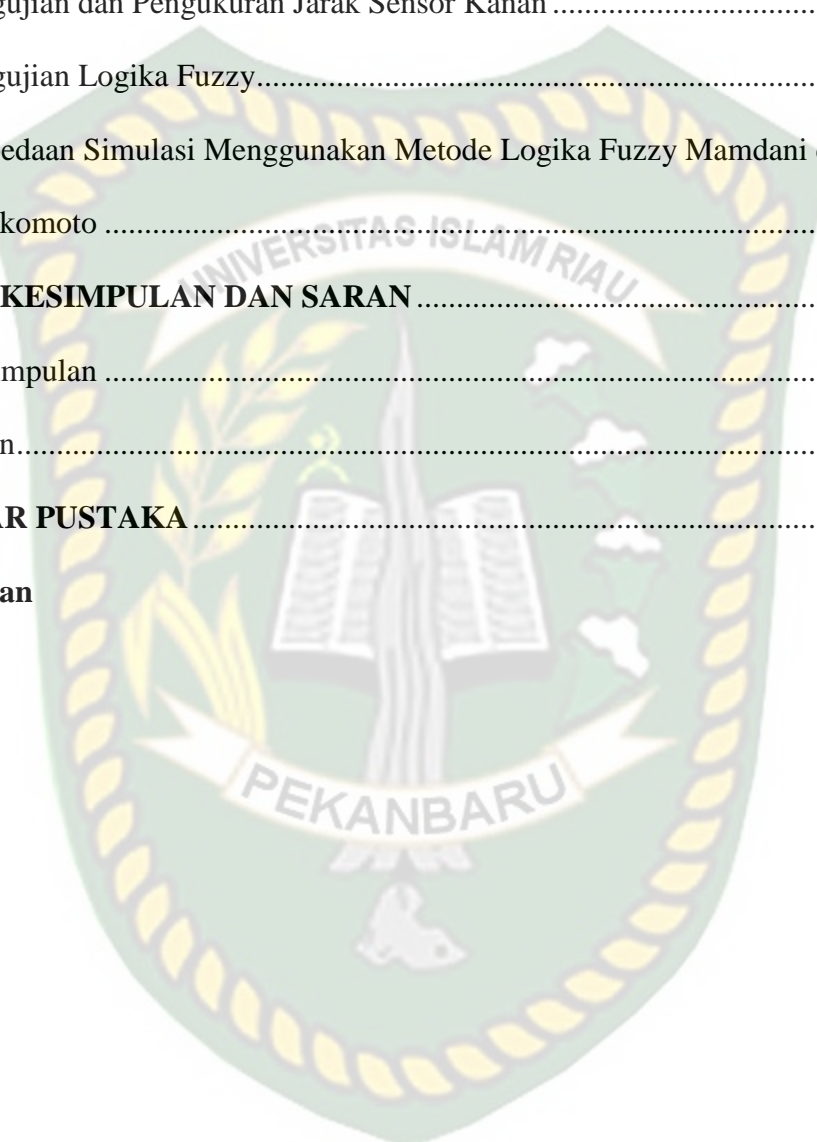 gujian dan Pengukuran Jarak Sensor Kanan ........................................
gujian Logika Fuzzy........................................
edaan Simulasi Menggunakan Metode Logika Fuzzy Mamdani
komoto ........................................
UNIVERSITAS ISLAM RIAU
KESIMPULAN DAN SARAN ........................................
mpulan ........................................
n........................................
AR PUSTAKA ........................................
an
PEKANBARU